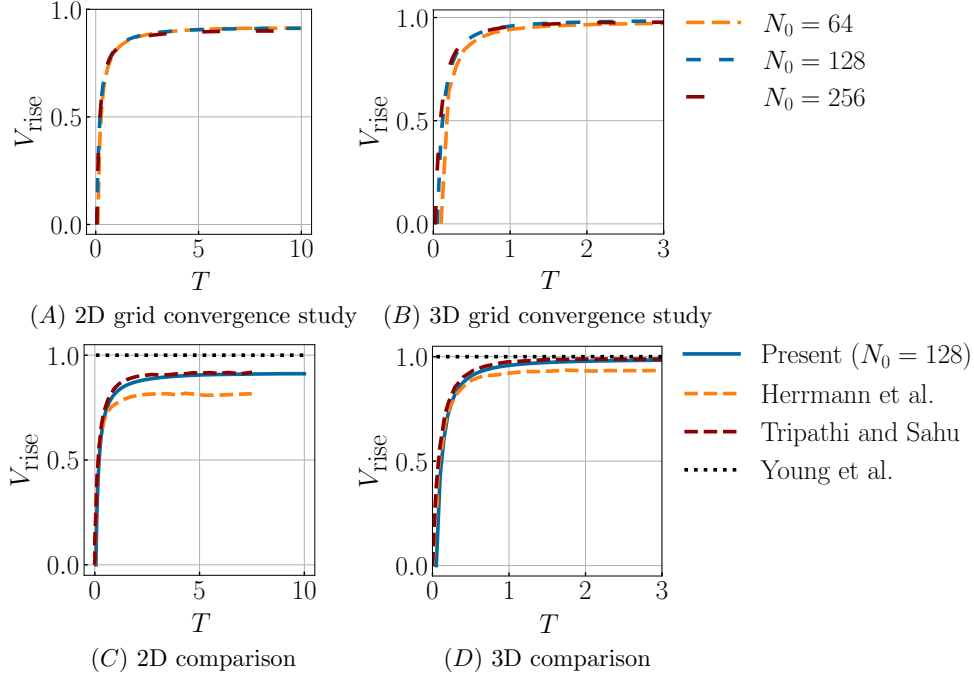 1.0
0.5
0.0
V_rise
0
5
10
T
(A) 2D grid convergence study
1.0
0.5
0.0
V_rise
0
1
2
3
T
(B) 3D grid convergence study
N_0 = 64
N_0 = 128
N_0 = 256
1.0
0.5
0.0
V_rise
0
5
10
T
(C) 2D comparison
1.0
0.5
0.0
V_rise
0
1
2
3
T
(D) 3D comparison
Present (N_0 = 128)
Herrmann et al.
Tripathi and Sahu
Young et al.